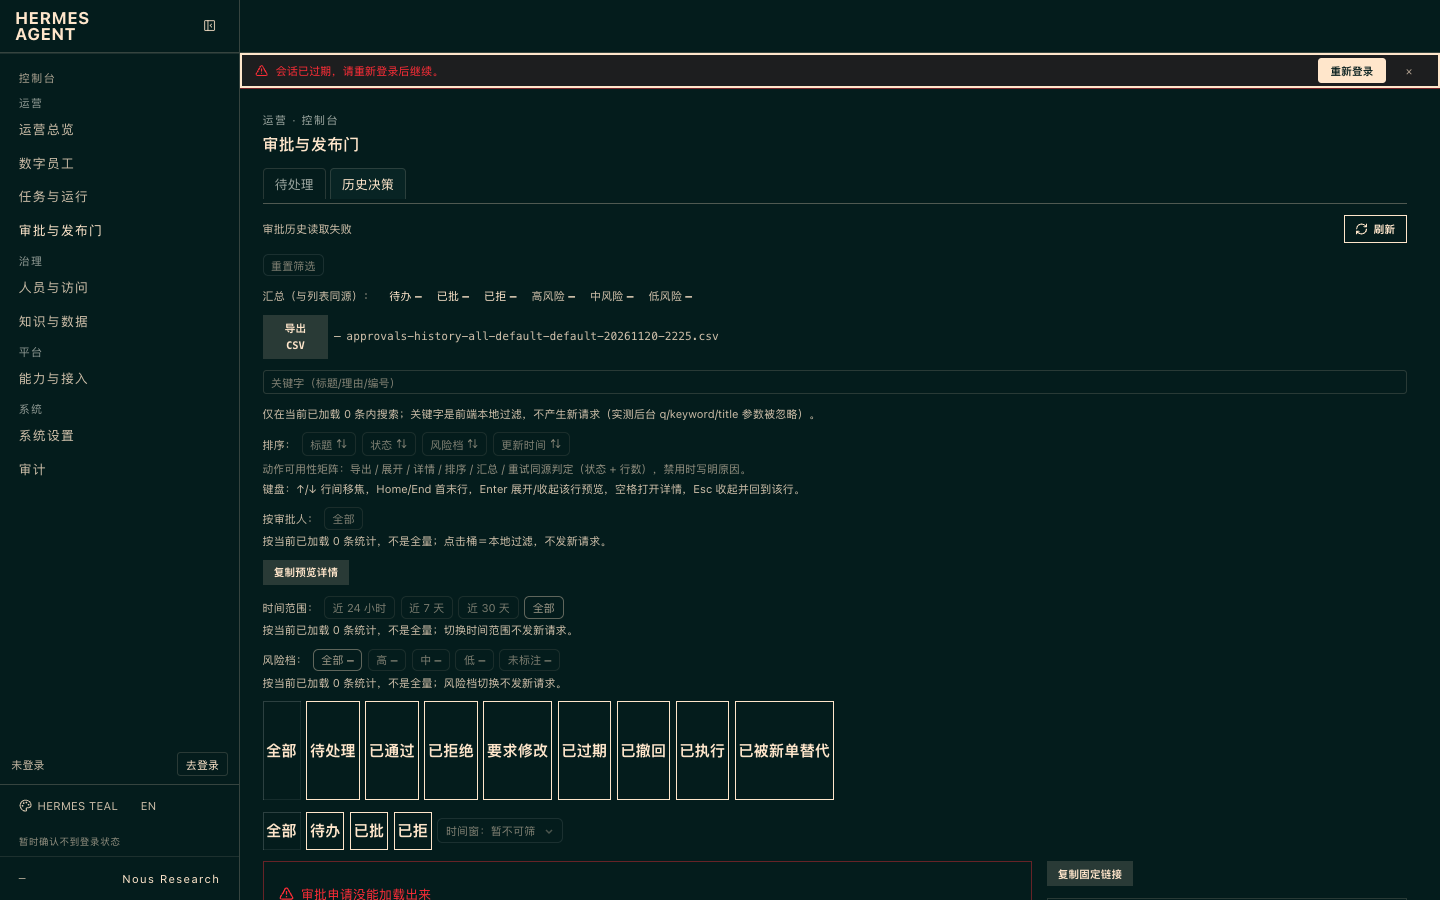 HERMES
AGENT
控制台
运营
运营总览
数字员工
任务与运行
审批与发布门
治理
人员与访问
知识与数据
平台
能力与接入
系统
系统设置
审计
未登录
去登录
HERMES TEAL
EN
暂时确认不到登录状态
—
Nous Research
会话已过期，请重新登录后继续。
重新登录
×
运营 · 控制台
审批与发布门
待处理
历史决策
审批历史读取失败
刷新
重置筛选
汇总（与列表同源）： 待办 — 已批 — 已拒 — 高风险 — 中风险 — 低风险 —
导出
CSV
— approvals-history-all-default-default-20261120-2225.csv
关键字（标题/理由/编号）
仅在当前已加载 0 条内搜索；关键字是前端本地过滤，不产生新请求（实测后台 q/keyword/title 参数被忽略）。
排序： 标题 ↑↓ 状态 ↑↓ 风险档 ↑↓ 更新时间 ↑↓
动作可用性矩阵：导出 / 展开 / 详情 / 排序 / 汇总 / 重试同源判定（状态 + 行数），禁用时写明原因。
键盘：↑/↓ 行间移焦，Home/End 首末行，Enter 展开/收起该行预览，空格打开详情，Esc 收起并回到该行。
按审批人： 全部
按当前已加载 0 条统计，不是全量；点击桶＝本地过滤，不发新请求。
复制预览详情
时间范围： 近 24 小时 近 7 天 近 30 天 全部
按当前已加载 0 条统计，不是全量；切换时间范围不发新请求。
风险档： 全部 — 高 — 中 — 低 — 未标注 —
按当前已加载 0 条统计，不是全量；风险档切换不发新请求。
全部 待处理 已通过 已拒绝 要求修改 已过期 已撤回 已执行 已被新单替代
全部 待办 已批 已拒 时间窗：暂不可筛
审批申请没能加载出来
复制固定链接